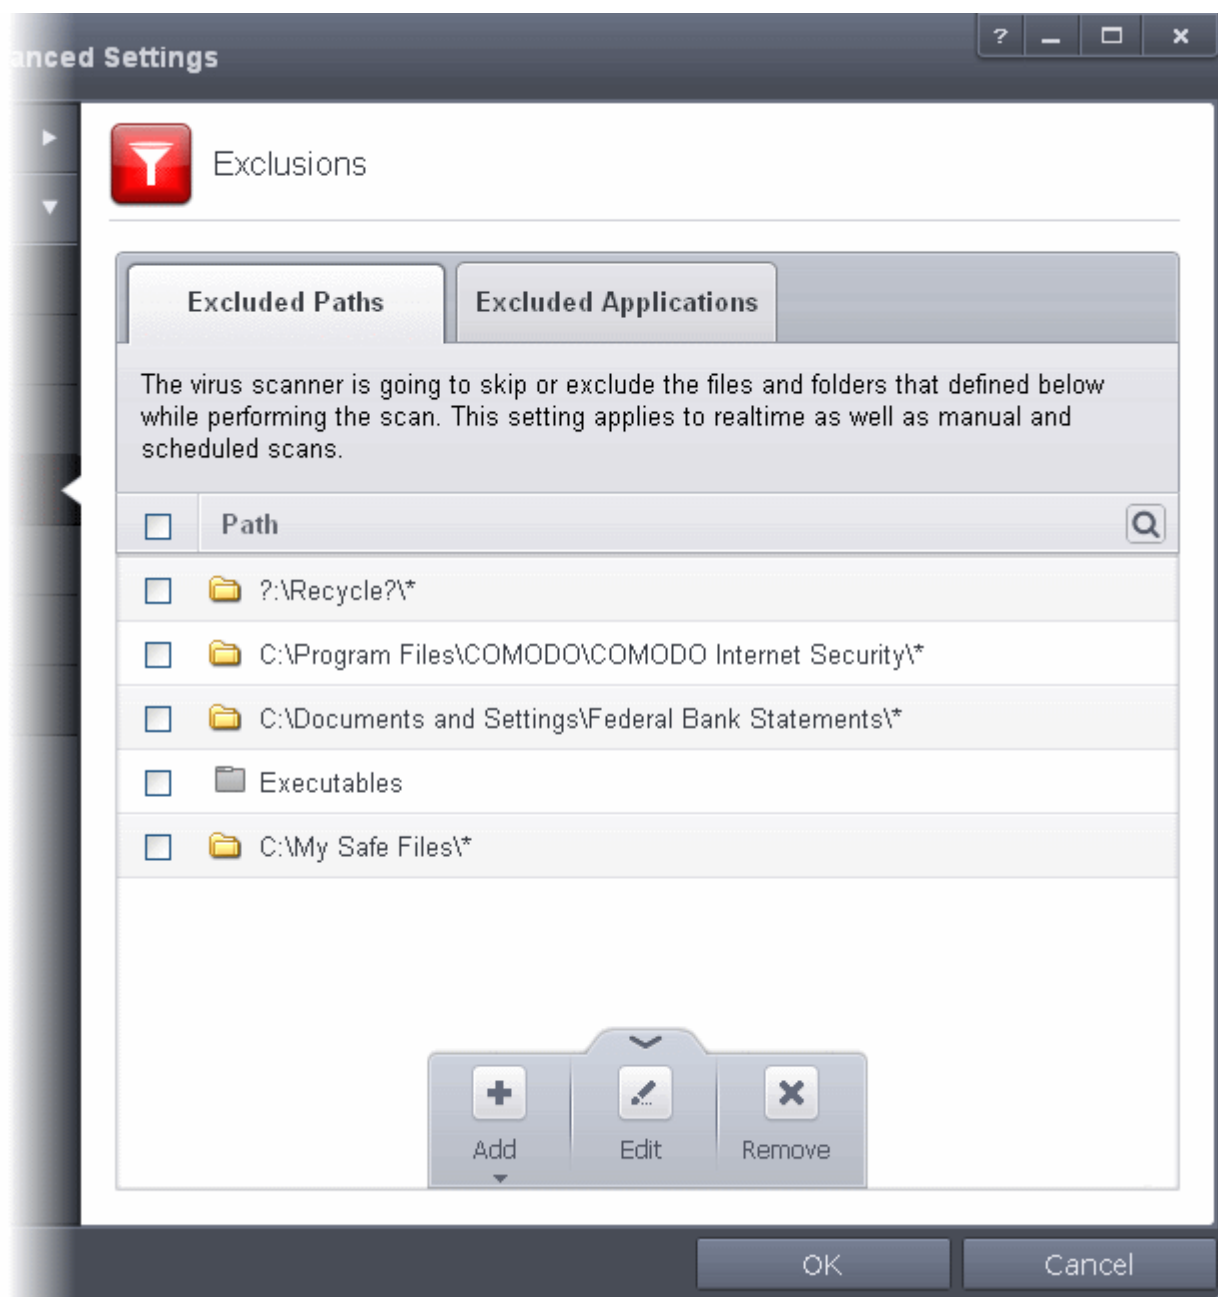 anced Settings
?
Exclusions
Excluded Paths
Excluded Applications
The virus scanner is going to skip or exclude the files and folders that defined below
while performing the scan. This setting applies to realtime as well as manual and
scheduled scans.
Path
?:\Recycle?\*
C:\Program Files\COMODO\COMODO Internet Security\*
C:\Documents and Settings\Federal Bank Statements\*
Executables
C:\My Safe Files\*
Add
Edit
Remove
OK
Cancel